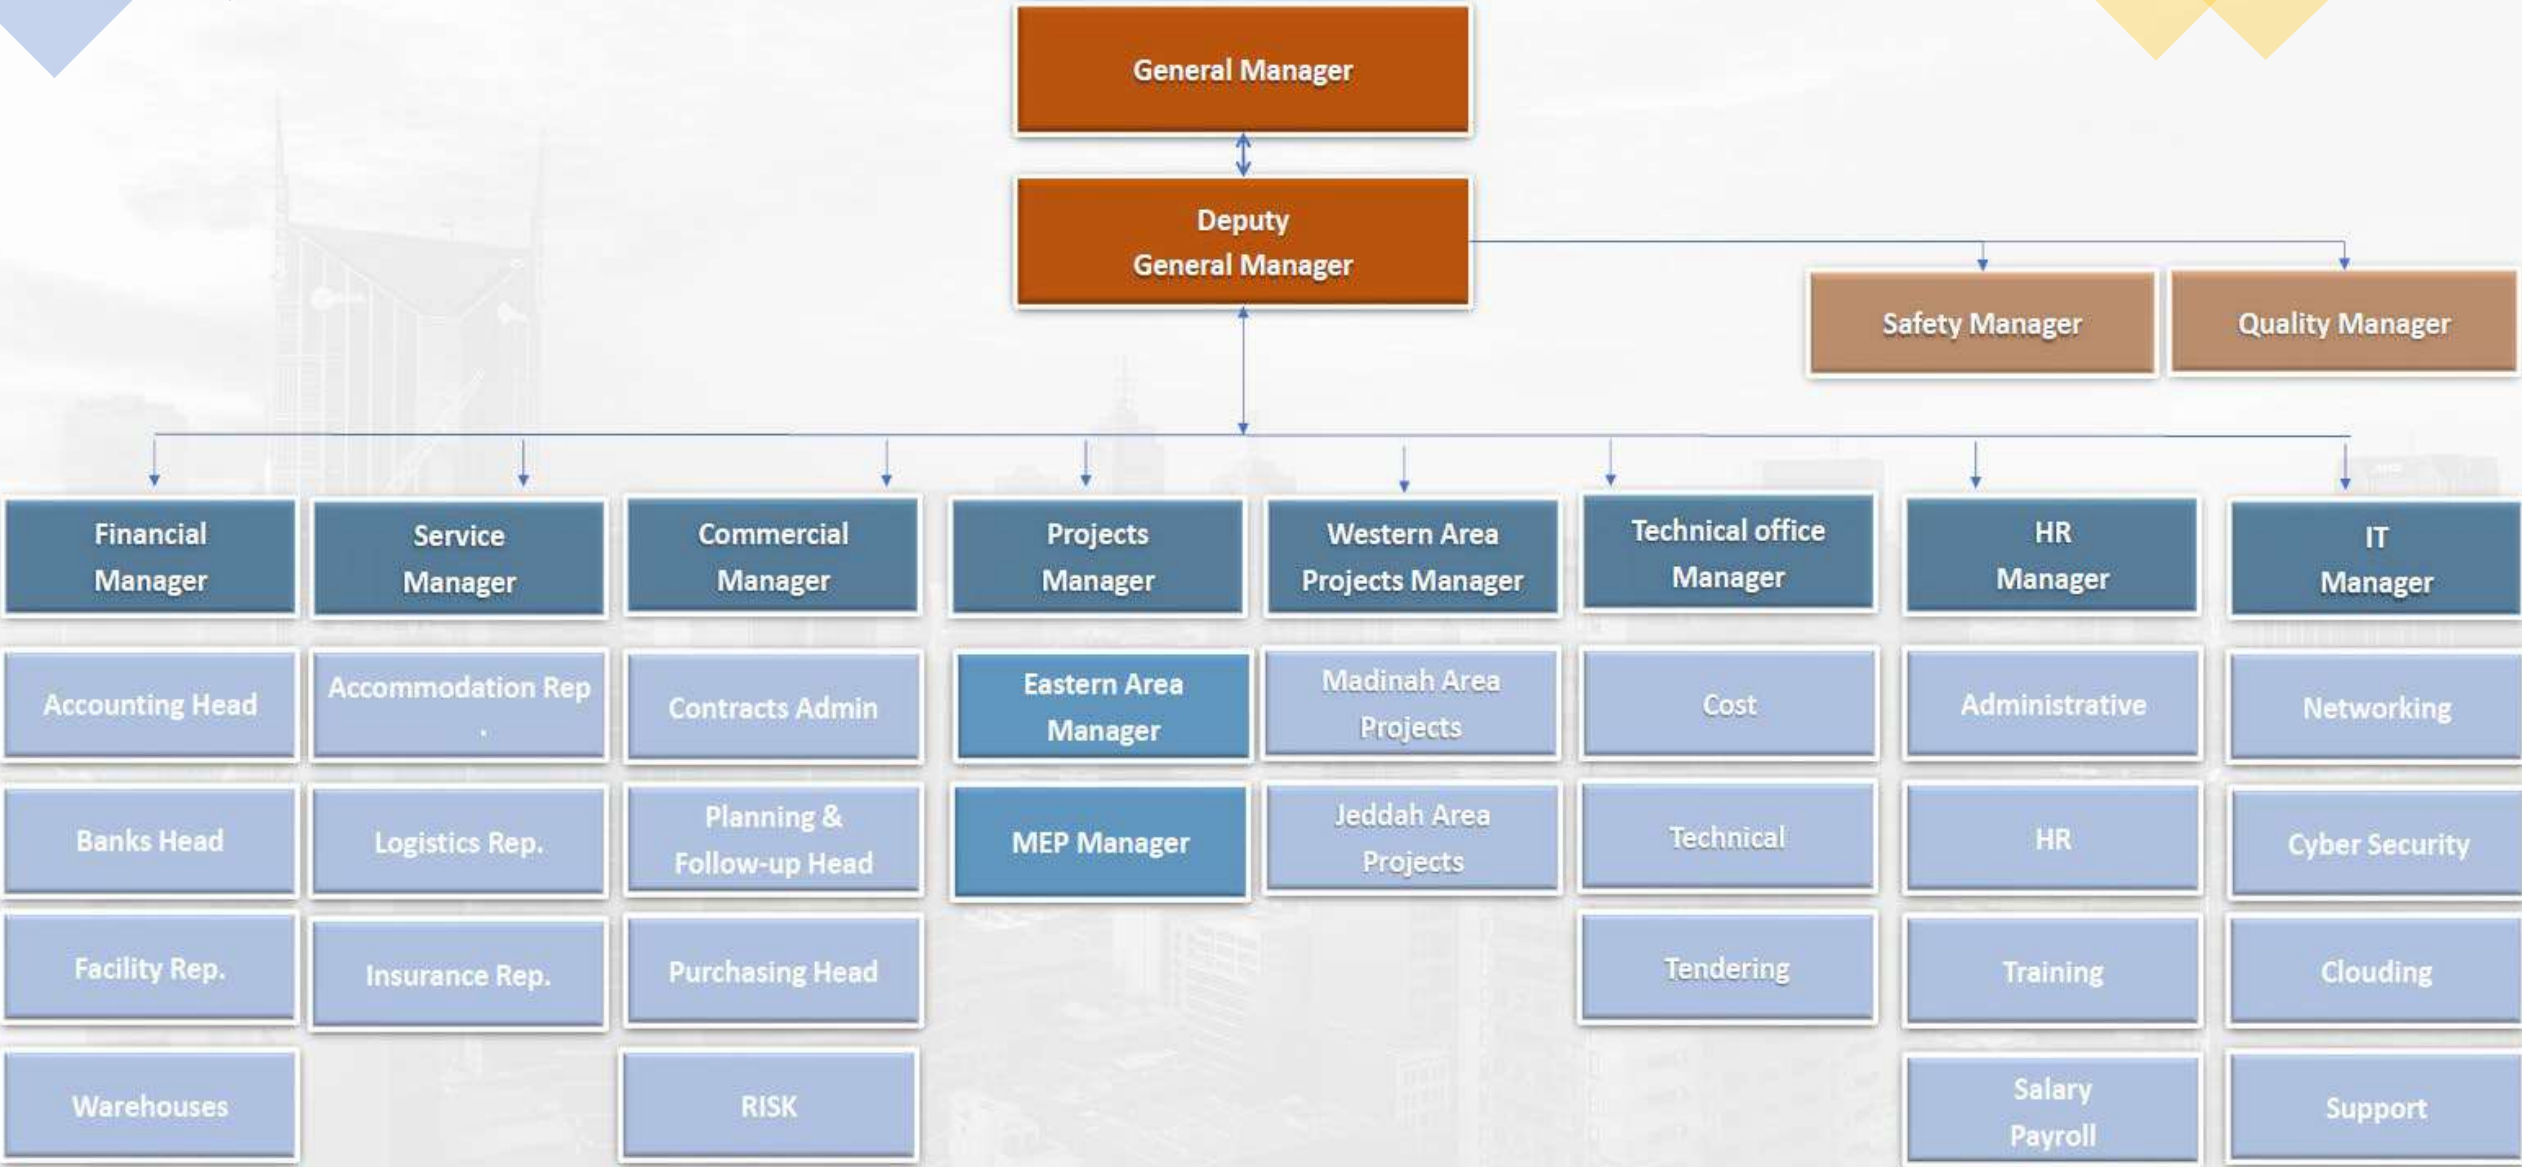 General Manager
Deputy
General Manager
Safety Manager
Quality Manager
Financial
Manager
Service
Manager
Commercial
Manager
Projects
Manager
Western Area
Projects Manager
Technical office
Manager
HR
Manager
IT
Manager
Accounting Head
Accommodation Rep
.
Contracts Admin
Eastern Area
Manager
Madinah Area
Projects
Cost
Administrative
Networking
Banks Head
Logistics Rep.
Planning &
Follow-up Head
MEP Manager
Jeddah Area
Projects
Technical
HR
Cyber Security
Facility Rep.
Insurance Rep.
Purchasing Head
Tendering
Training
Clouding
Warehouses
RISK
Salary
Payroll
Support